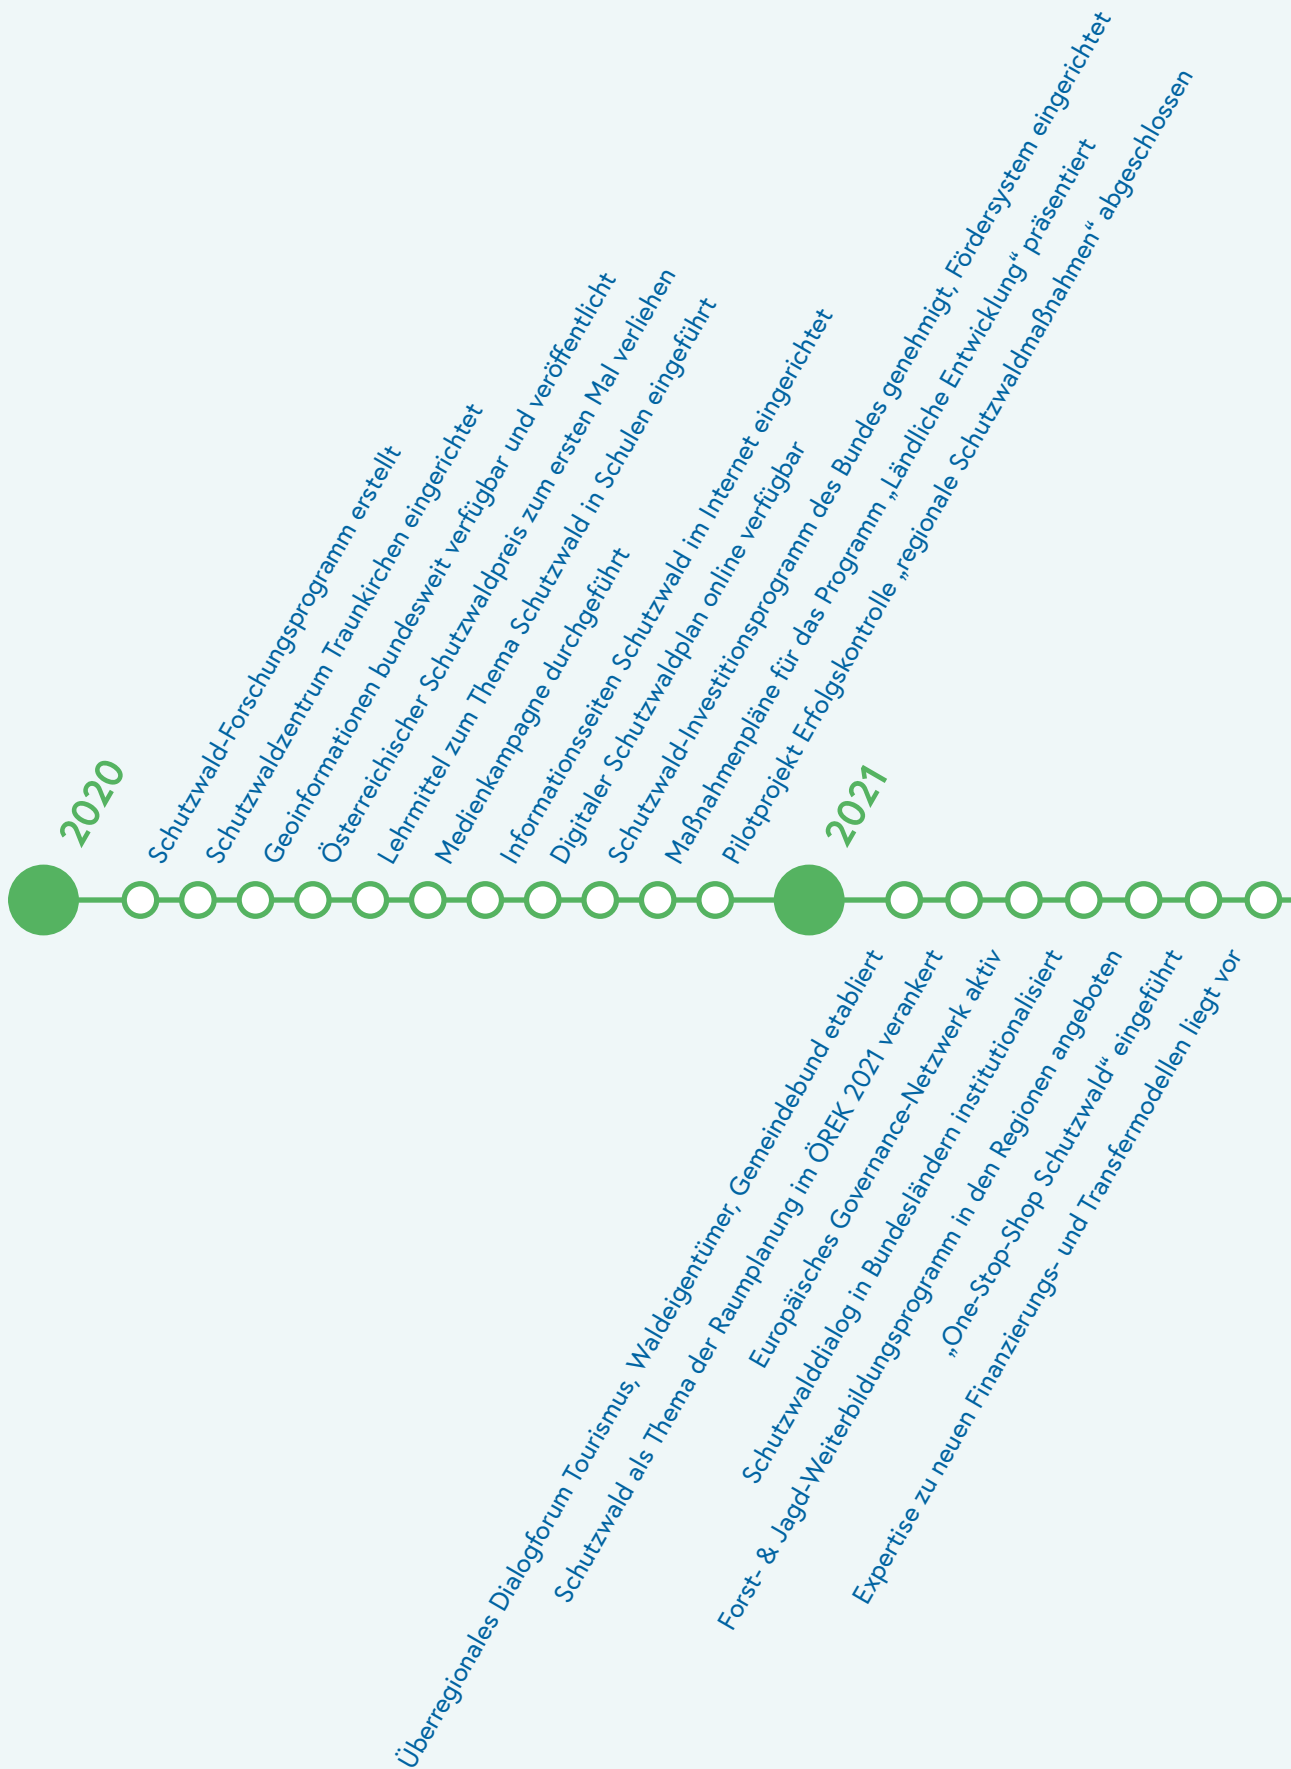 2020
Schutzwald-Forschungsprogramm erstellt
Schutzwaldzentrum Traunkirchen eingerichtet
Geoinformationen bundesweit verfügbar und veröffentlicht
Österreichischer Schutzwaldpreis zum ersten Mal verliehen
Lehrmittel zum Thema Schutzwald in Schulen eingeführt
Medienkampagne durchgeführt
Informationsseiten Schutzwald im Internet eingerichtet
Digitaler Schutzwaldplan online verfügbar
Schutzwald-Investitionsprogramm des Bundes genehmigt, Fördersystem eingerichtet
Maßnahmenpläne für das Programm „Ländliche Entwicklung“ präsentiert
Pilotprojekt Erfolgskontrolle „regionale Schutzwaldmaßnahmen“ abgeschlossen
2021
Überregionales Dialogforum Tourismus, Waldeigentümer, Gemeindebund etabliert
Schutzwald als Thema der Raumplanung im ÖREK 2021 verankert
Europäisches Governance-Netzwerk aktiv
Schutzwalddialog in Bundesländern institutionalisiert
Forst- & Jagd-Weiterbildungsprogramm in den Regionen angeboten
„One-Stop-Shop Schutzwald“ eingeführt
Expertise zu neuen Finanzierungs- und Transfermodellen liegt vor